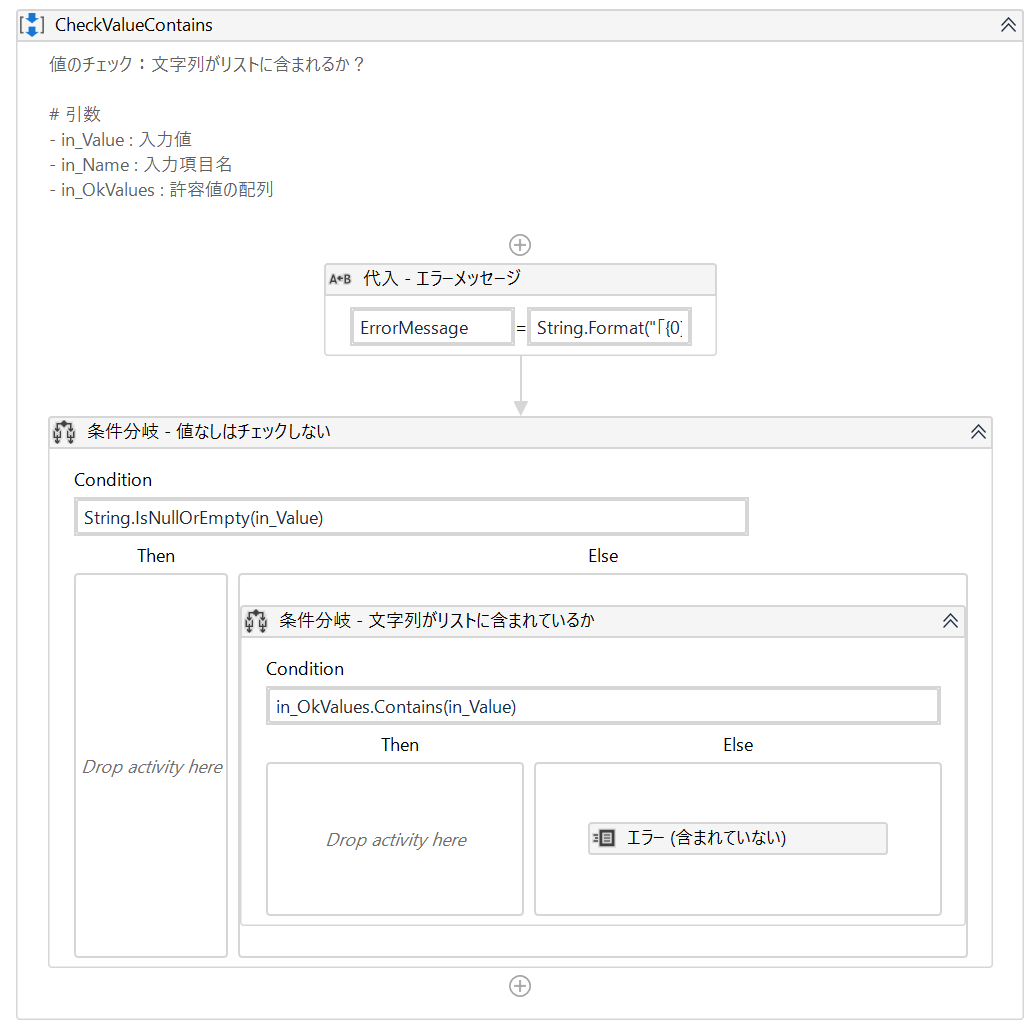 CheckValueContains
値のチェック：文字列がリストに含まれるか？
# 引数
- in_Value : 入力値
- in_Name : 入力項目名
- in_OkValues : 許容値の配列
A←B 代入 - エラーメッセージ
ErrorMessage = String.Format("「{0}
条件分岐 - 値なしはチェックしない
Condition
String.IsNullOrEmpty(in_Value)
Then Else
条件分岐 - 文字列がリストに含まれているか
Condition
in_OkValues.Contains(in_Value)
Then Else
Drop activity here
Drop activity here
エラー (含まれていない)